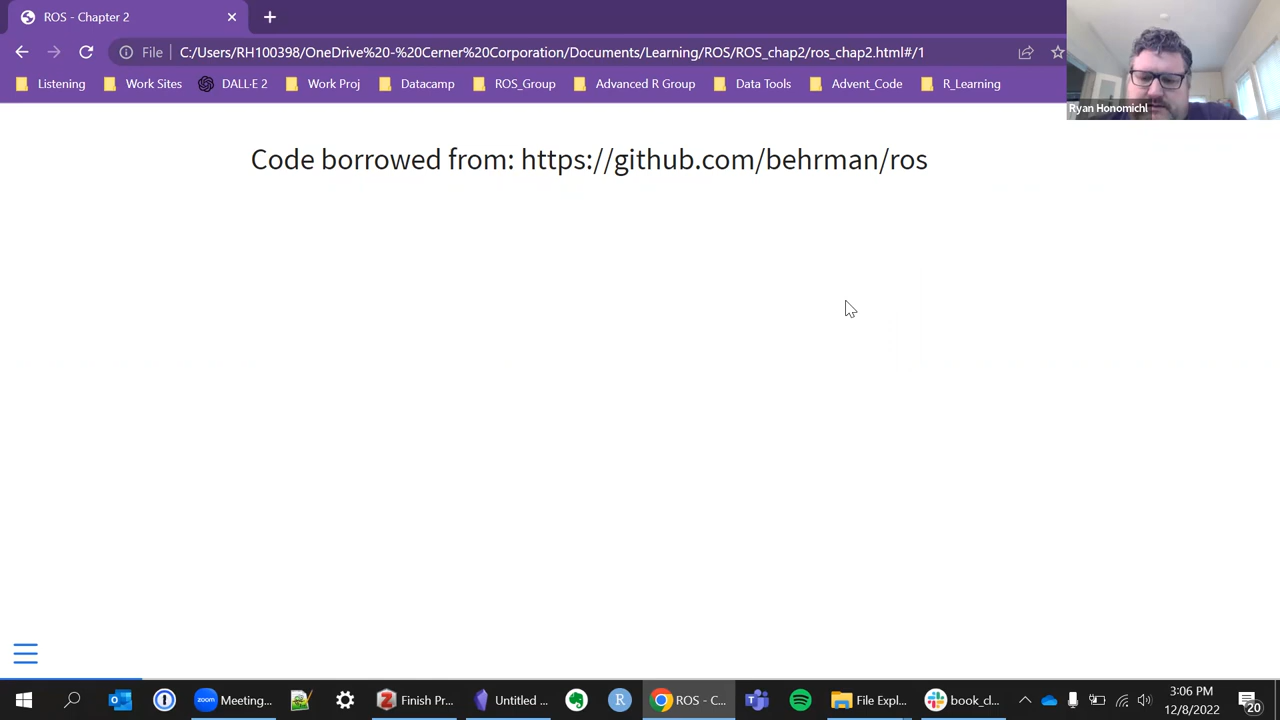 ROS - Chapter 2
File
C:/Users/RH100398/OneDrive%20-%20Cerner%20Corporation/Documents/Learning/ROS/ROS_chap2/ros_chap2.html#/1
Listening
Work Sites
DALL·E 2
Work Proj
Datacamp
ROS_Group
Advanced R Group
Data Tools
Advent_Code
R_Learning
Ryan Honomichl
Code borrowed from: https://github.com/behrman/ros
zoom
Meeting...
Finish Pr...
Untitled ...
ROS - C...
File Expl...
book_cl...
3:06 PM
12/8/2022
20